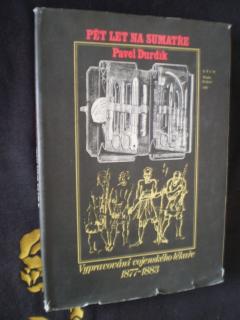 PĚT LET NA SUMATŘE
Pavel Durdík
Vypravování vojenského lékaře
1877-1883